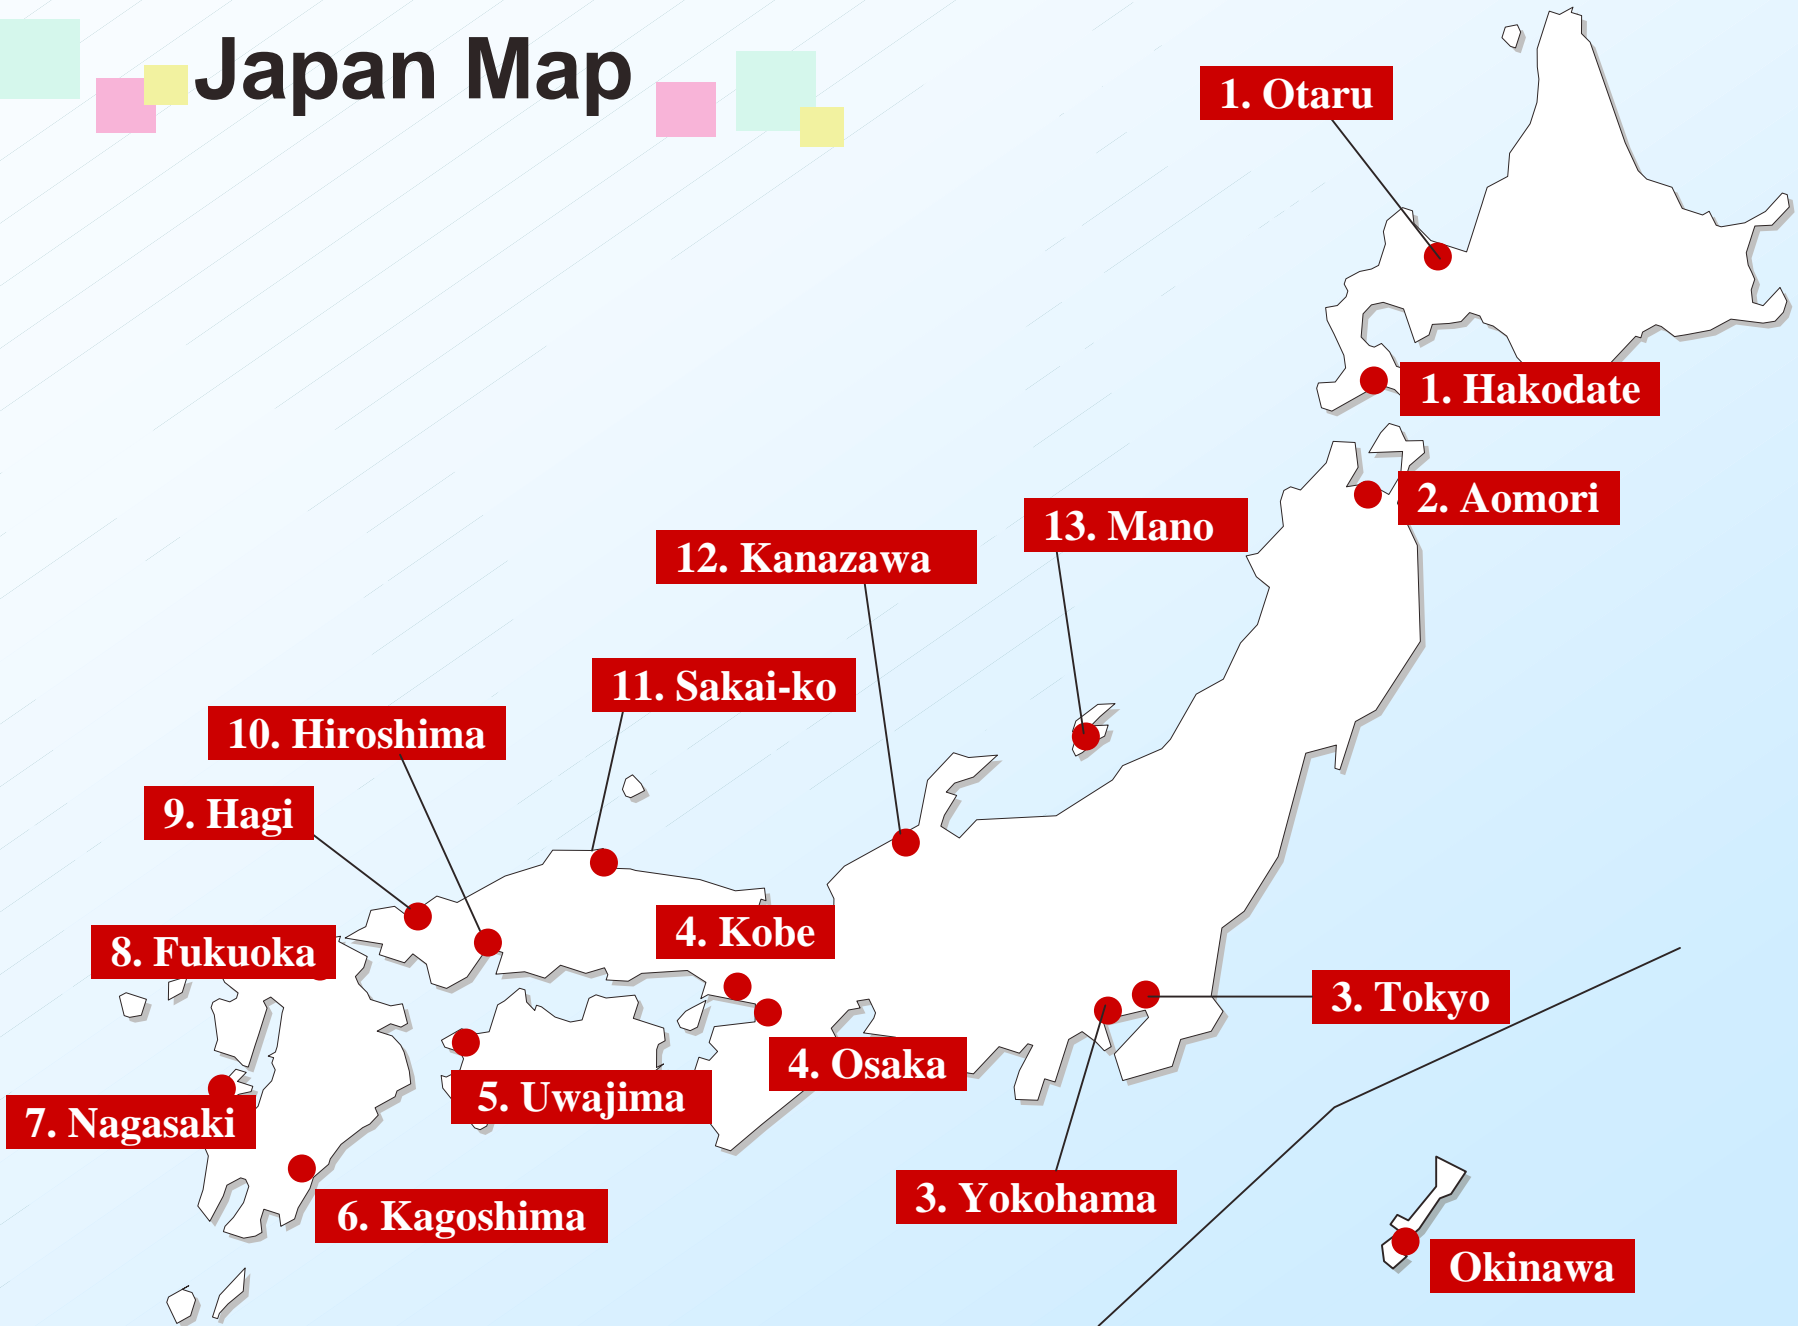 Japan Map
1. Otaru
1. Hakodate
2. Aomori
13. Mano
12. Kanazawa
11. Sakai-ko
10. Hiroshima
9. Hagi
4. Kobe
8. Fukuoka
3. Tokyo
4. Osaka
5. Uwajima
7. Nagasaki
3. Yokohama
6. Kagoshima
Okinawa